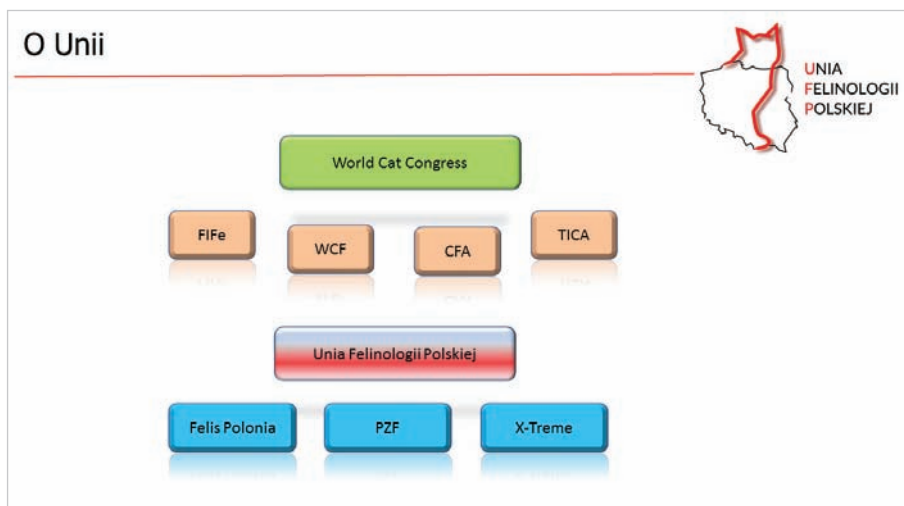 O Unii
UNIA
FELINOLOGII
POLSKIEJ
World Cat Congress
FIFe
WCF
CFA
TICA
Unia Felinologii Polskiej
Felis Polonia
PZF
X-Treme